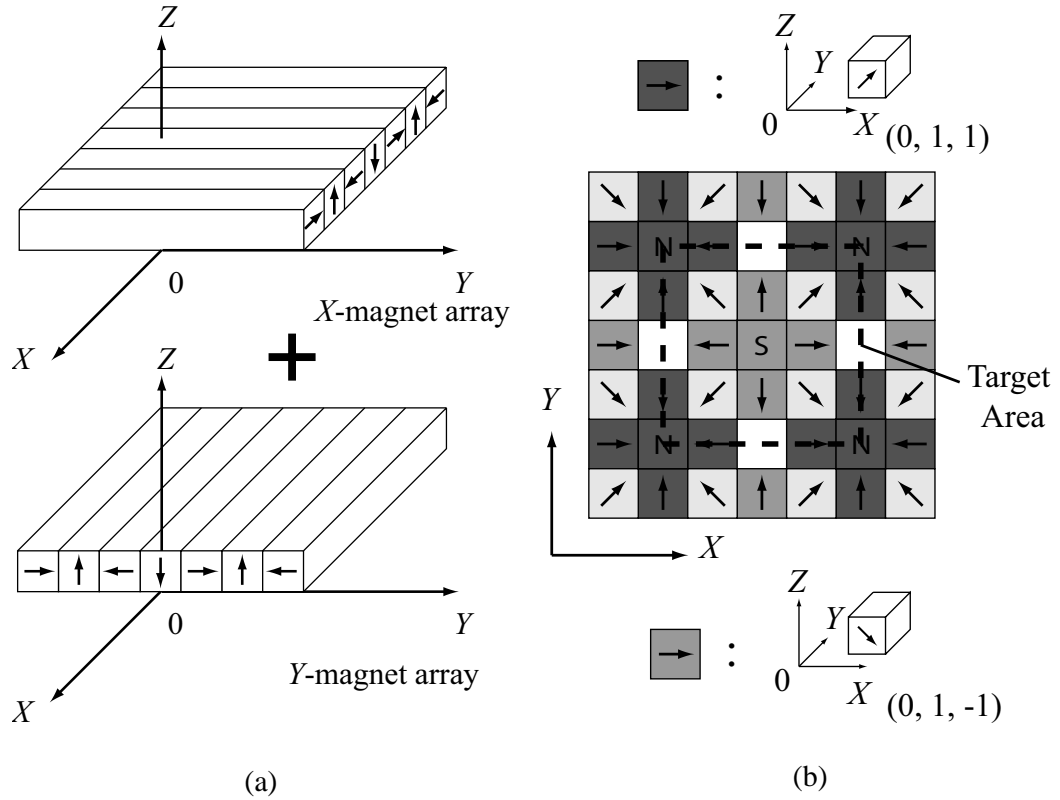 Z
0
Y
X-magnet array
X
+
Z
0
Y
Y-magnet array
X
(a)
:
Z
Y
0
X
(0, 1, 1)
N
N
S
N
N
Target
Area
Y
X
:
Z
Y
0
X
(0, 1, -1)
(b)